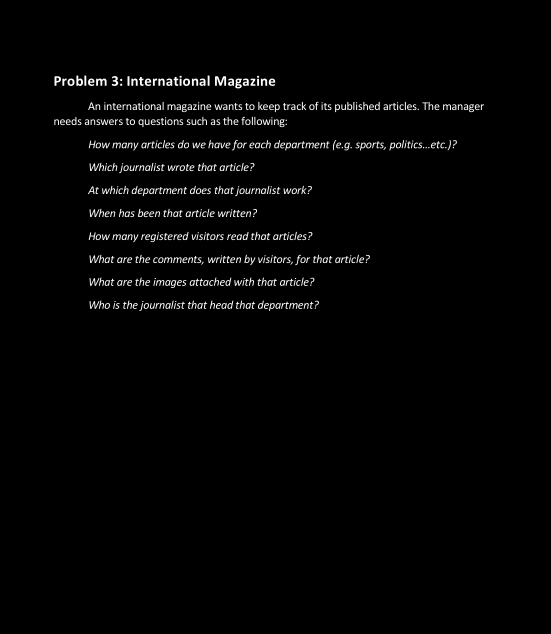 Problem 3: International Magazine
An international magazine wants to keep track of its published articles. The manager
needs answers to questions such as the following:
How many articles do we have for each department (e.g. sports, politics...etc.)?
Which journalist wrote that article?
At which department does that journalist work?
When has been that article written?
How many registered visitors read that articles?
What are the comments, written by visitors, for that article?
What are the images attached with that article?
Who is the journalist that head that department?